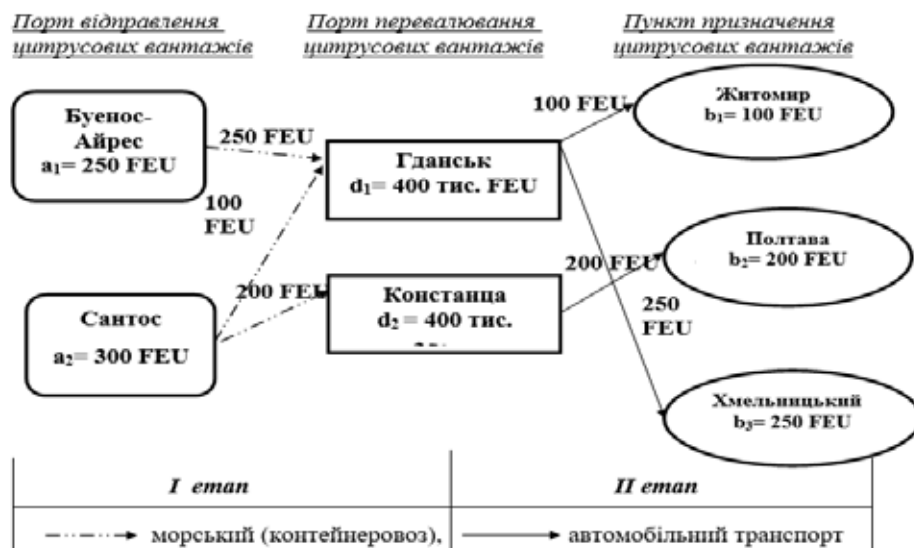 Порт відправлення
цитрусових вантажів
Порт перевалювання
цитрусових вантажів
Пункт призначення
цитрусових вантажів
Буенос-
Айрес
a₁= 250 FEU
250 FEU
100
FEU
Сантос
a₂= 300 FEU
200 FEU
Гданськ
d₁= 400 тис. FEU
Констанца
d₂ = 400 тис.
100 FEU
200 FEU
250
FEU
Житомир
b₁= 100 FEU
Полтава
b₂= 200 FEU
Хмельницький
b₃= 250 FEU
І етап
ІІ етап
морський (контейнеровоз),
автомобільний транспорт